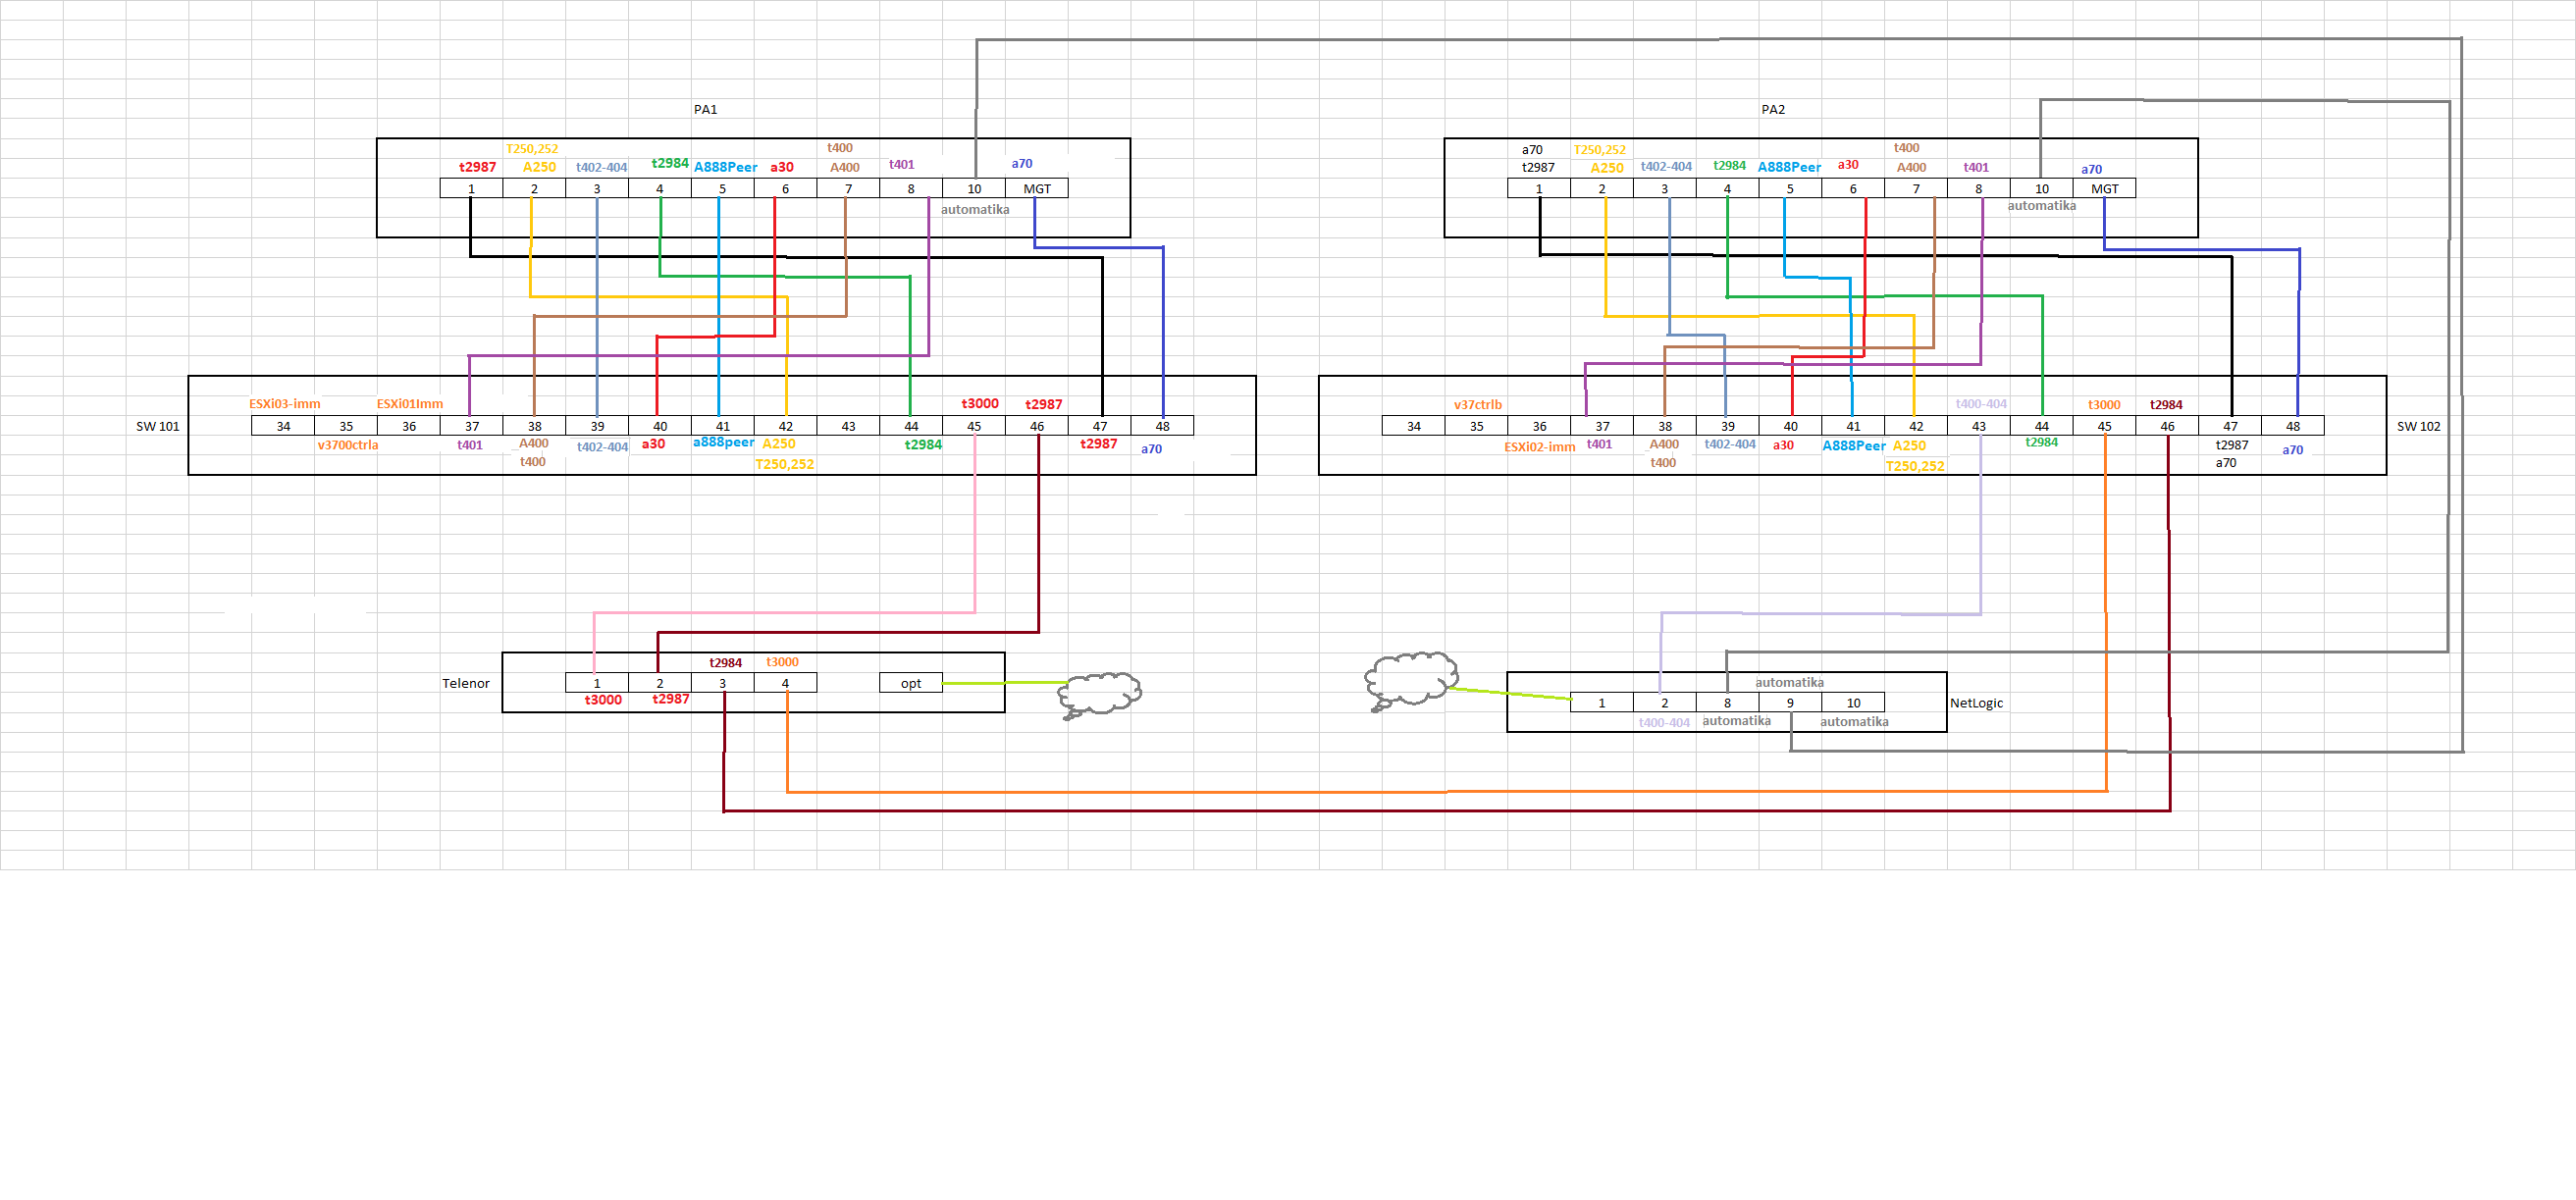 PA1
T250,252
t400
t2987 A250 t402-404 t2984 A888Peer a30 A400 t401 a70
1 2 3 4 5 6 7 8 10 MGT
automatika
PA2
a70 T250,252 t400
t2987 A250 t402-404 t2984 A888Peer a30 A400 t401 a70
1 2 3 4 5 6 7 8 10 MGT
automatika
ESXi03-imm ESXi01Imm t3000 t2987
SW 101 34 35 36 37 38 39 40 41 42 43 44 45 46 47 48
v3700ctrla t401 A400 t402-404 a30 a888peer A250 t2984 t2987 a70
t400 T250,252
v37ctrlb t400-404 t3000 t2984
34 35 36 37 38 39 40 41 42 43 44 45 46 47 48 SW 102
ESXi02-imm t401 A400 t402-404 a30 A888Peer A250 t2984 t2987 a70
t400 T250,252 a70
t2984 t3000
Telenor 1 2 3 4 opt
t3000 t2987
automatika
1 2 8 9 10 NetLogic
t400-404 automatika automatika